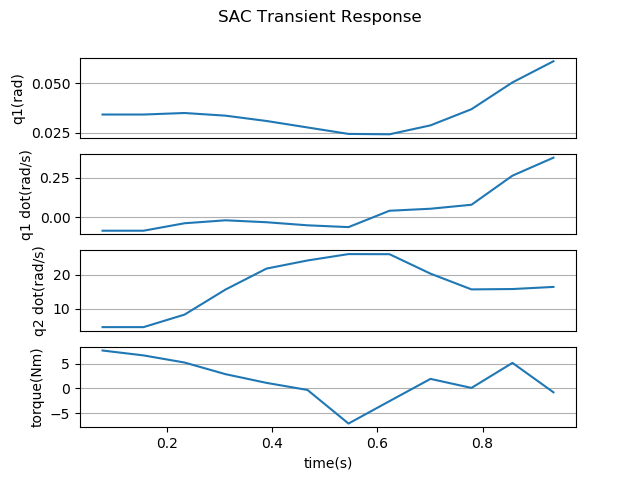 SAC Transient Response
0.050
0.025
q1(rad)
0.25
0.00
q1 dot(rad/s)
20
10
q2 dot(rad/s)
5
0
−5
torque(Nm)
0.2 0.4 0.6 0.8
time(s)